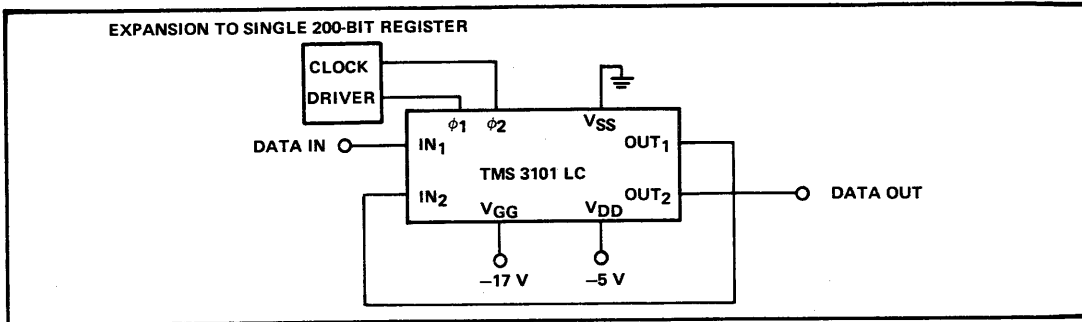 EXPANSION TO SINGLE 200-BIT REGISTER
CLOCK
DRIVER
ϕ1 ϕ2 VSS
DATA IN IN1 OUT1
TMS 3101 LC
IN2 OUT2 DATA OUT
VGG VDD
–17 V –5 V